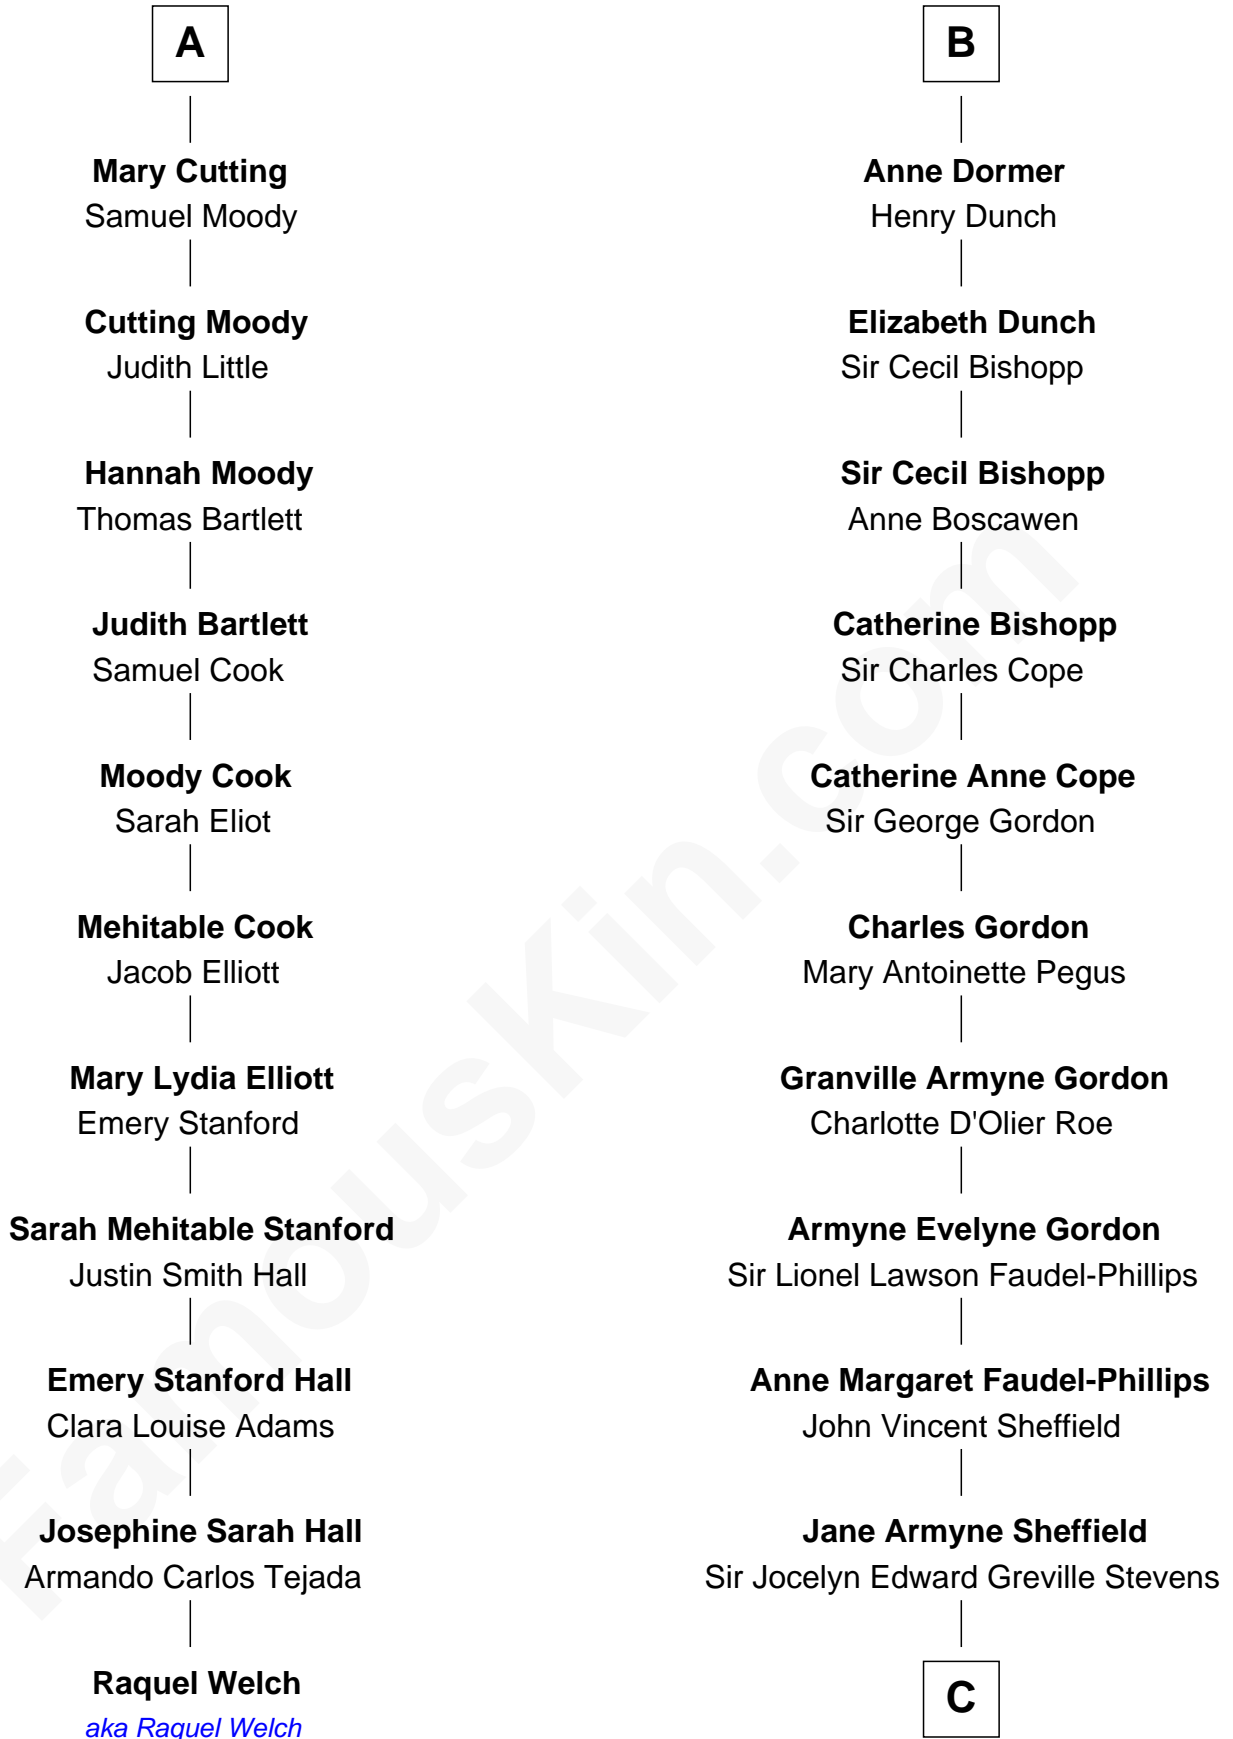 A
Mary Cutting
Samuel Moody
Cutting Moody
Judith Little
Hannah Moody
Thomas Bartlett
Judith Bartlett
Samuel Cook
Moody Cook
Sarah Eliot
Mehitable Cook
Jacob Elliott
Mary Lydia Elliott
Emery Stanford
Sarah Mehitable Stanford
Justin Smith Hall
Emery Stanford Hall
Clara Louise Adams
Josephine Sarah Hall
Armando Carlos Tejada
Raquel Welch
aka Raquel Welch
B
Anne Dormer
Henry Dunch
Elizabeth Dunch
Sir Cecil Bishopp
Sir Cecil Bishopp
Anne Boscawen
Catherine Bishopp
Sir Charles Cope
Catherine Anne Cope
Sir George Gordon
Charles Gordon
Mary Antoinette Pegus
Granville Armyne Gordon
Charlotte D'Olier Roe
Armyne Evelyne Gordon
Sir Lionel Lawson Faudel-Phillips
Anne Margaret Faudel-Phillips
John Vincent Sheffield
Jane Armyne Sheffield
Sir Jocelyn Edward Greville Stevens
C
FamousKin.com